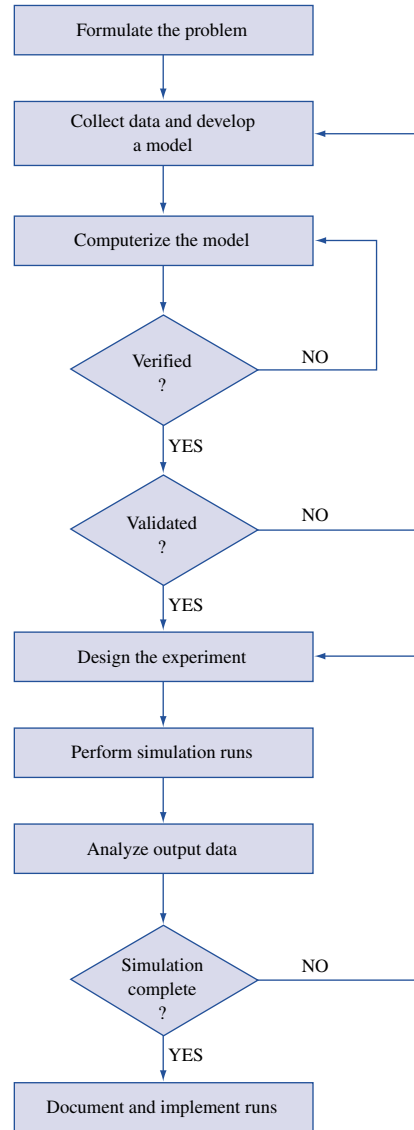 Formulate the problem
Collect data and develop
a model
Computerize the model
Verified
?
NO
YES
Validated
?
NO
YES
Design the experiment
Perform simulation runs
Analyze output data
Simulation
complete
?
NO
YES
Document and implement runs